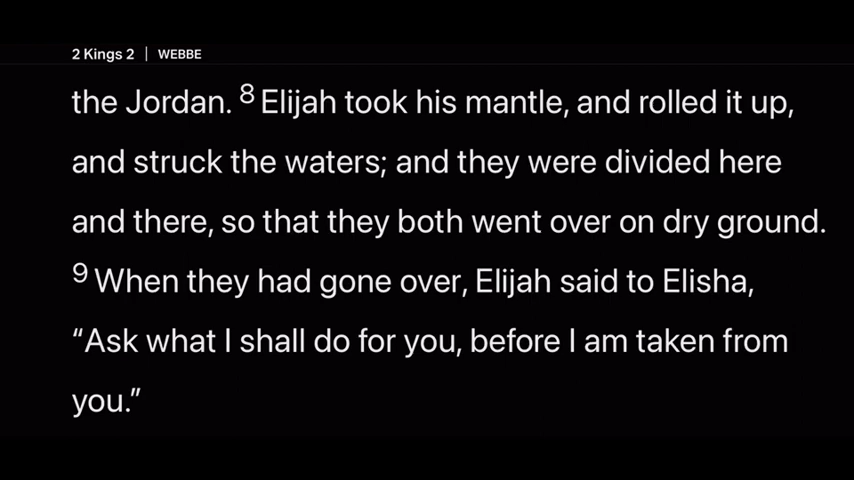 2 Kings 2 | WEBBE
the Jordan. 8 Elijah took his mantle, and rolled it up,
and struck the waters; and they were divided here
and there, so that they both went over on dry ground.
9 When they had gone over, Elijah said to Elisha,
“Ask what I shall do for you, before I am taken from
you.”